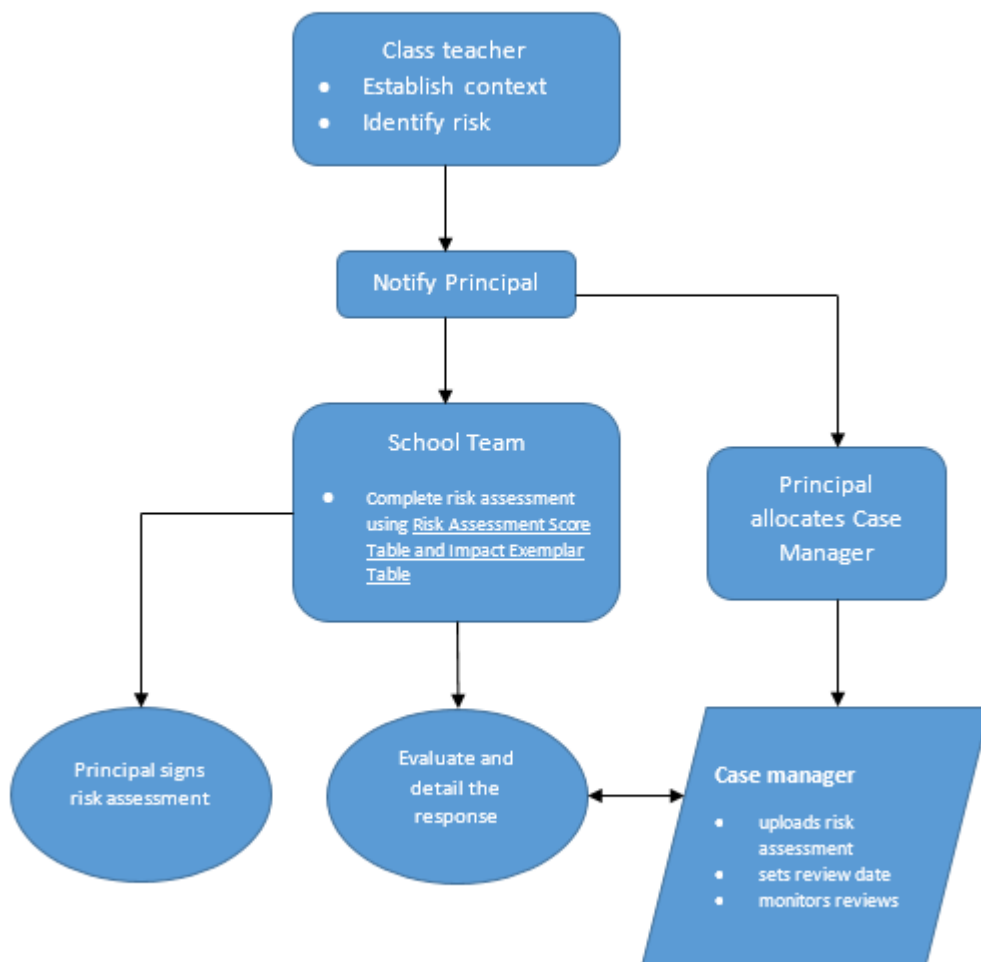 Class teacher
• Establish context
• Identify risk
Notify Principal
School Team
• Complete risk assessment
using Risk Assessment Score
Table and Impact Exemplar
Table
Principal
allocates Case
Manager
Principal signs
risk assessment
Evaluate and
detail the
response
Case manager
• uploads risk
assessment
• sets review date
• monitors reviews